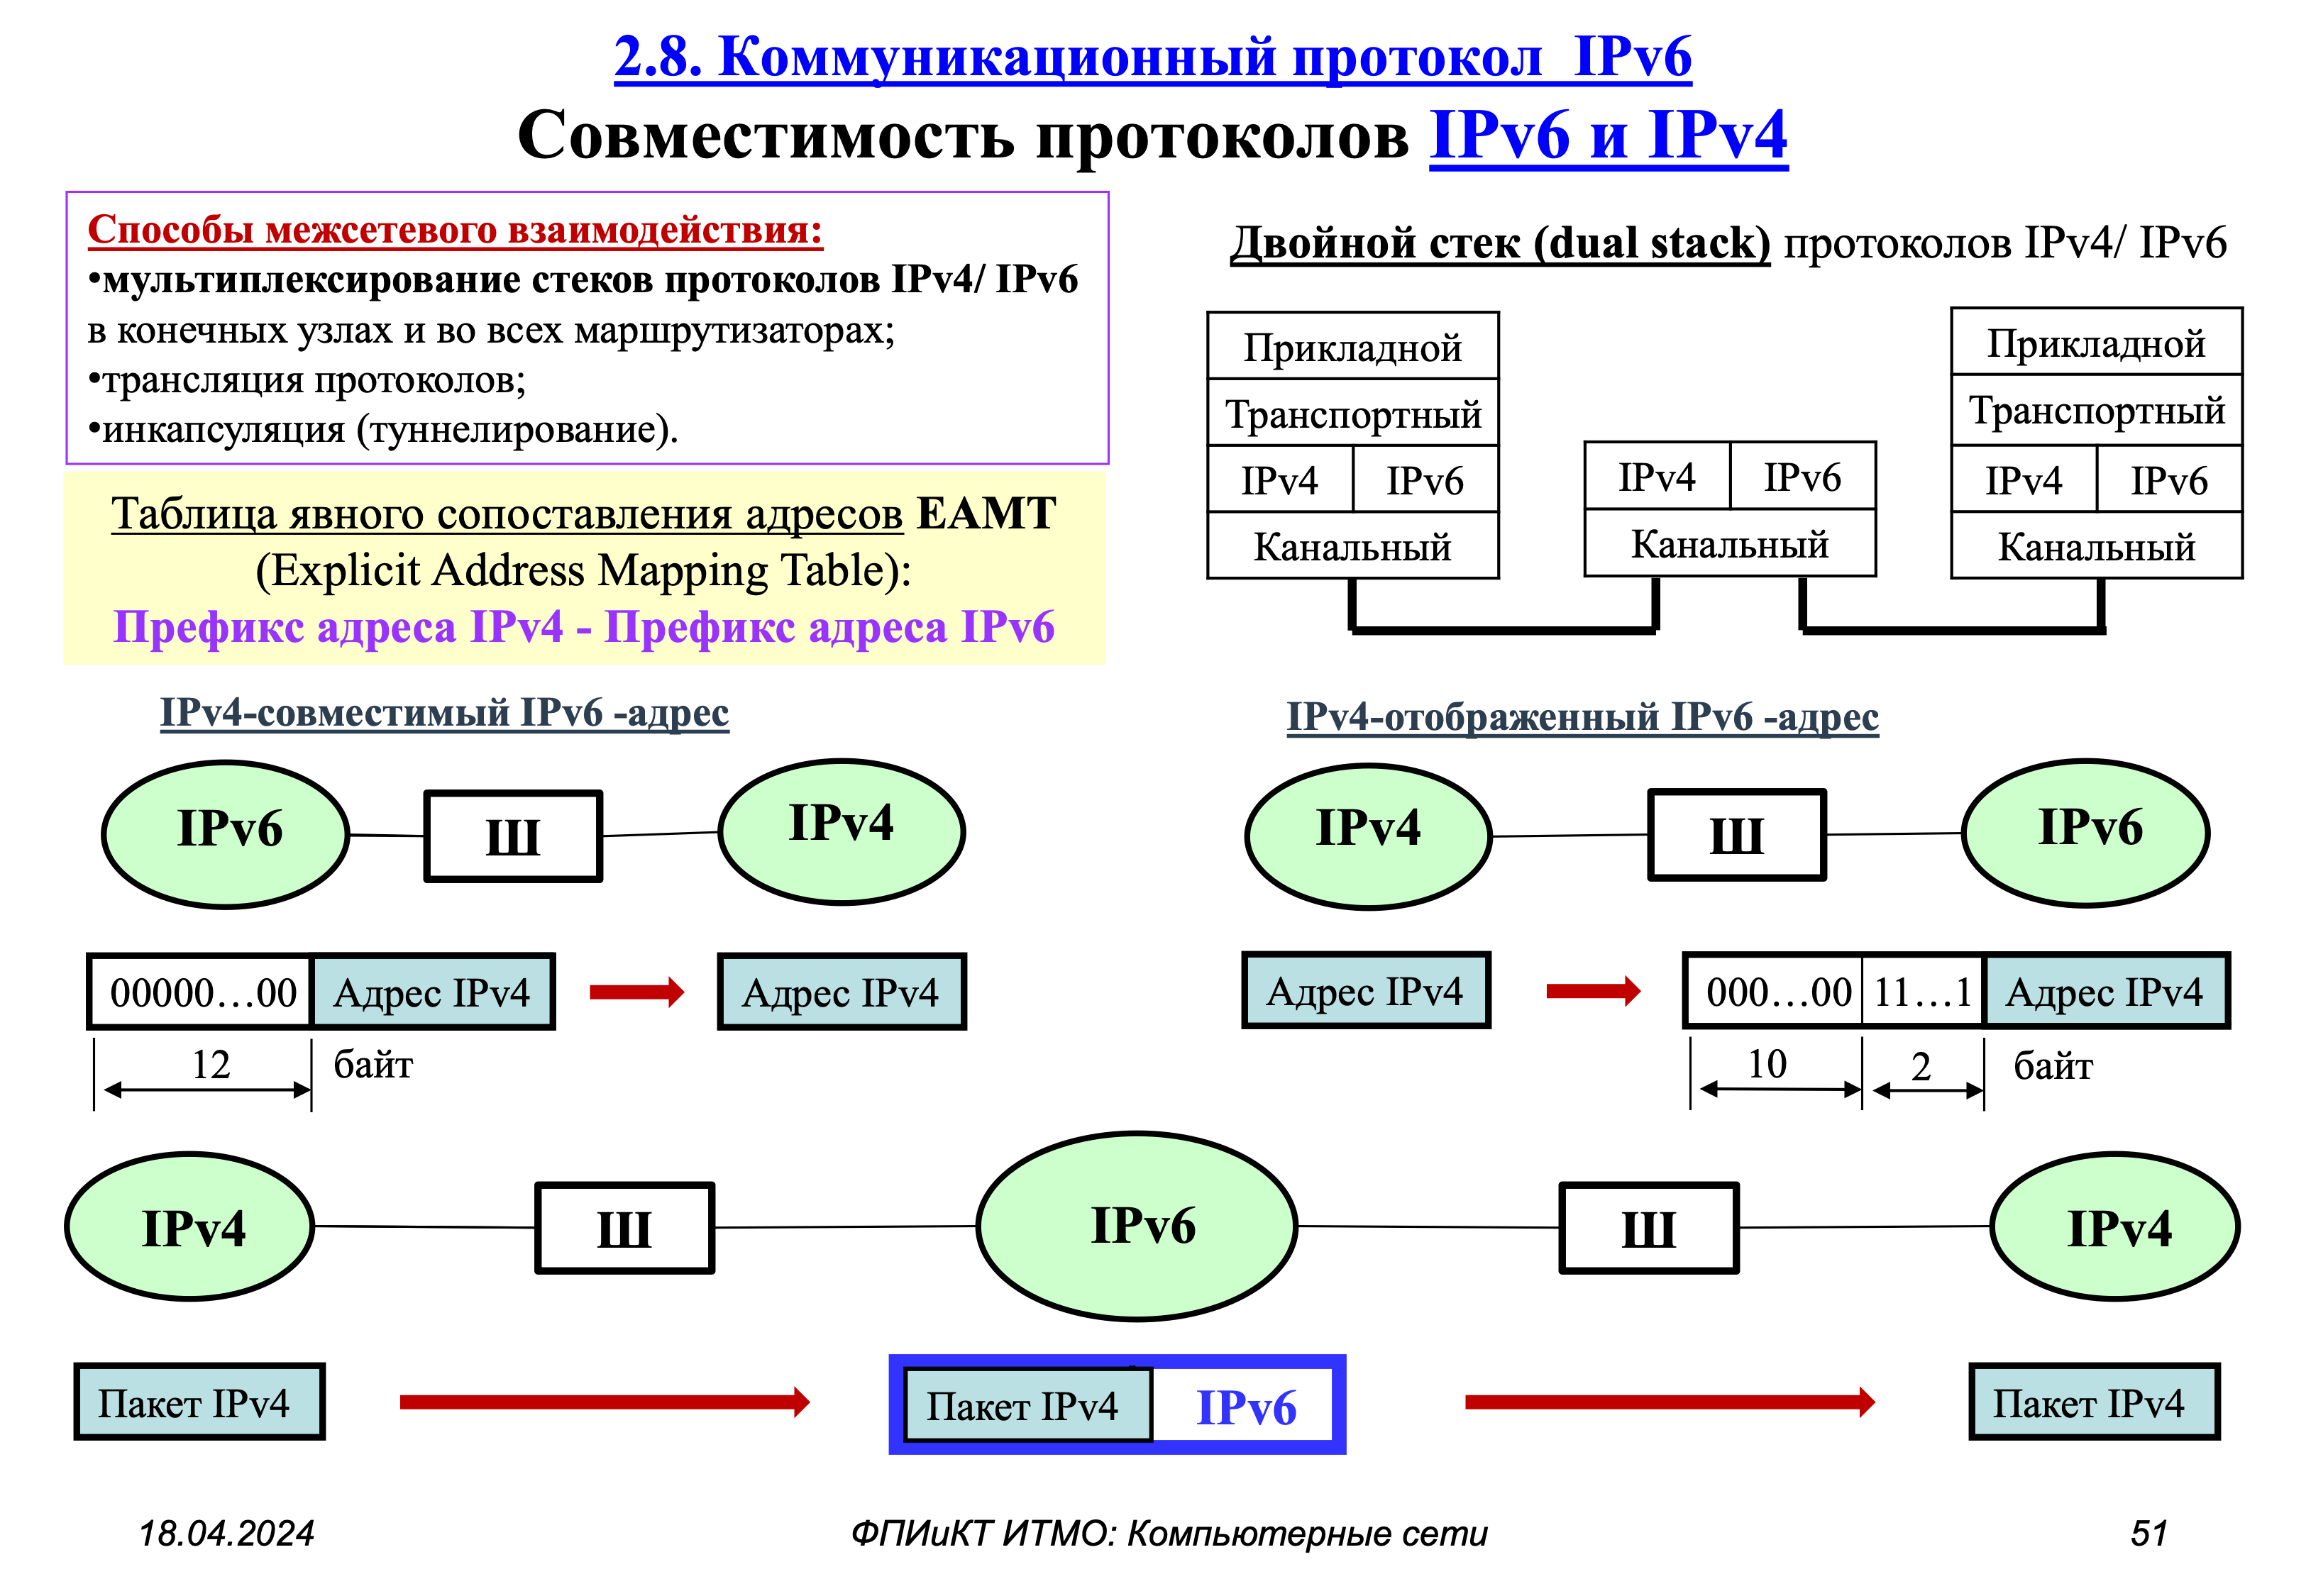 2.8. Коммуникационный протокол IPv6
Совместимость протоколов IPv6 и IPv4
Способы межсетевого взаимодействия:
•мультиплексирование стеков протоколов IPv4/ IPv6
в конечных узлах и во всех маршрутизаторах;
•трансляция протоколов;
•инкапсуляция (туннелирование).
Таблица явного сопоставления адресов EAMT
(Explicit Address Mapping Table):
Префикс адреса IPv4 - Префикс адреса IPv6
Двойной стек (dual stack) протоколов IPv4/ IPv6
Прикладной
Транспортный
IPv4 IPv6
Канальный
IPv4 IPv6
Канальный
Прикладной
Транспортный
IPv4 IPv6
Канальный
IPv4-совместимый IPv6 -адрес
IPv6 Ш IPv4
00000…00 Адрес IPv4 Адрес IPv4
12 байт
IPv4-отображенный IPv6 -адрес
IPv4 Ш IPv6
Адрес IPv4 000…00 11…1 Адрес IPv4
10 2 байт
IPv4 Ш IPv6 Ш IPv4
Пакет IPv4 Пакет IPv4 IPv6 Пакет IPv4
18.04.2024 ФПИиКТ ИТМО: Компьютерные сети 51